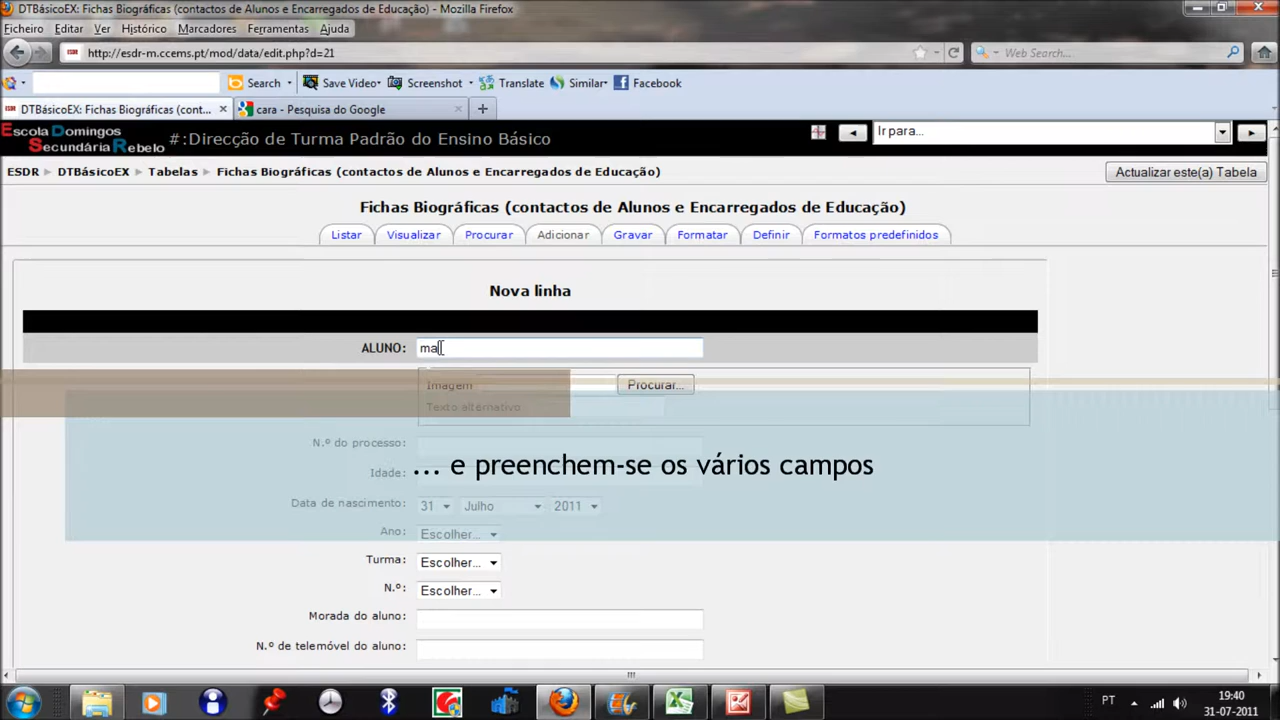 DTBásicoEX: Fichas Biográficas (contactos de Alunos e Encarregados de Educação) - Mozilla Firefox
Ficheiro Editar Ver Histórico Marcadores Ferramentas Ajuda
http://esdr-m.ccems.pt/mod/data/edit.php?d=21
Web Search...
Search Save Video Screenshot Translate Similar Facebook
DTBásicoEX: Fichas Biográficas (cont...
cara - Pesquisa do Google
Escola Domingos
Secundária Rebelo
#:Direcção de Turma Padrão do Ensino Básico
Ir para...
ESDR DTBásicoEX Tabelas Fichas Biográficas (contactos de Alunos e Encarregados de Educação)
Actualizar este(a) Tabela
Fichas Biográficas (contactos de Alunos e Encarregados de Educação)
Listar Visualizar Procurar Adicionar Gravar Formatar Definir Formatos predefinidos
Nova linha
ALUNO: ma
Imagem Procurar...
Texto alternativo
N.º do processo:
... e preenchem-se os vários campos
Idade:
Data de nascimento: 31 Julho 2011
Ano: Escolher...
Turma: Escolher...
N.º: Escolher...
Morada do aluno:
N.º de telemóvel do aluno:
PT
19:40
31-07-2011